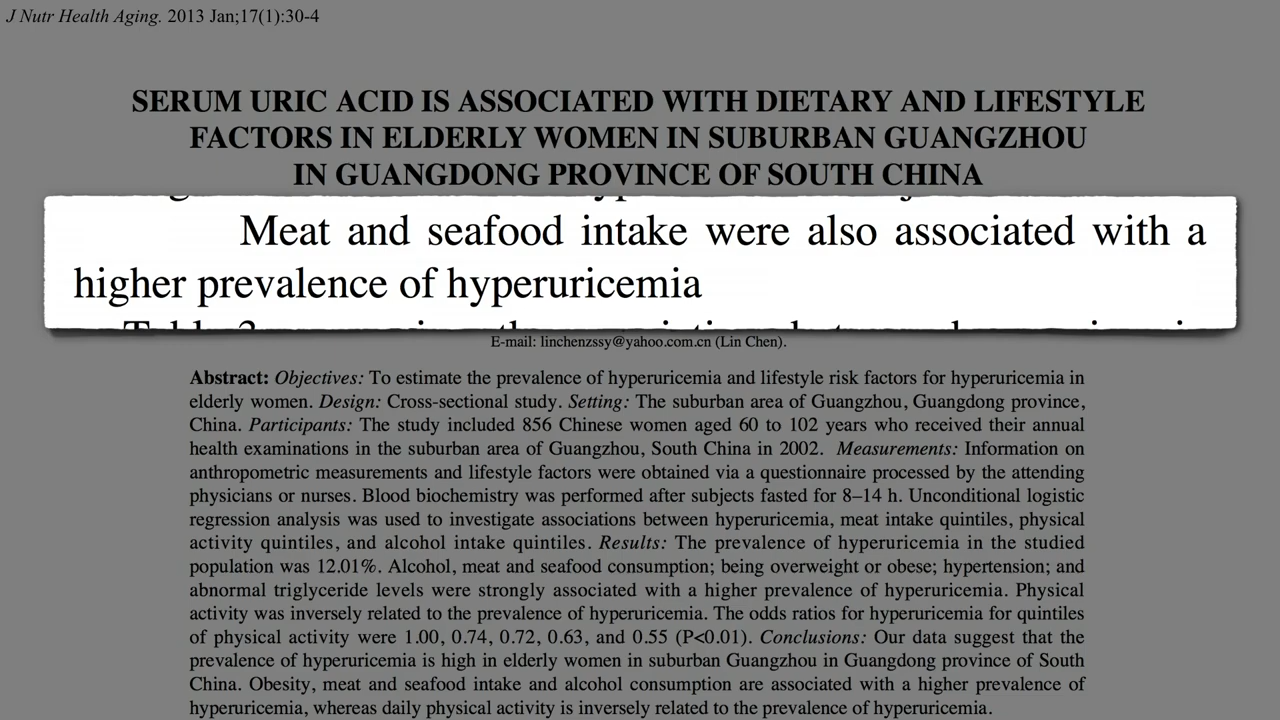 J Nutr Health Aging. 2013 Jan;17(1):30-4
SERUM URIC ACID IS ASSOCIATED WITH DIETARY AND LIFESTYLE
FACTORS IN ELDERLY WOMEN IN SUBURBAN GUANGZHOU
IN GUANGDONG PROVINCE OF SOUTH CHINA
Meat and seafood intake were also associated with a
higher prevalence of hyperuricemia
E-mail: linchenzssy@yahoo.com.cn (Lin Chen).
Abstract: Objectives: To estimate the prevalence of hyperuricemia and lifestyle risk factors for hyperuricemia in
elderly women. Design: Cross-sectional study. Setting: The suburban area of Guangzhou, Guangdong province,
China. Participants: The study included 856 Chinese women aged 60 to 102 years who received their annual
health examinations in the suburban area of Guangzhou, South China in 2002. Measurements: Information on
anthropometric measurements and lifestyle factors were obtained via a questionnaire processed by the attending
physicians or nurses. Blood biochemistry was performed after subjects fasted for 8–14 h. Unconditional logistic
regression analysis was used to investigate associations between hyperuricemia, meat intake quintiles, physical
activity quintiles, and alcohol intake quintiles. Results: The prevalence of hyperuricemia in the studied
population was 12.01%. Alcohol, meat and seafood consumption; being overweight or obese; hypertension; and
abnormal triglyceride levels were strongly associated with a higher prevalence of hyperuricemia. Physical
activity was inversely related to the prevalence of hyperuricemia. The odds ratios for hyperuricemia for quintiles
of physical activity were 1.00, 0.74, 0.72, 0.63, and 0.55 (P<0.01). Conclusions: Our data suggest that the
prevalence of hyperuricemia is high in elderly women in suburban Guangzhou in Guangdong province of South
China. Obesity, meat and seafood intake and alcohol consumption are associated with a higher prevalence of
hyperuricemia, whereas daily physical activity is inversely related to the prevalence of hyperuricemia.